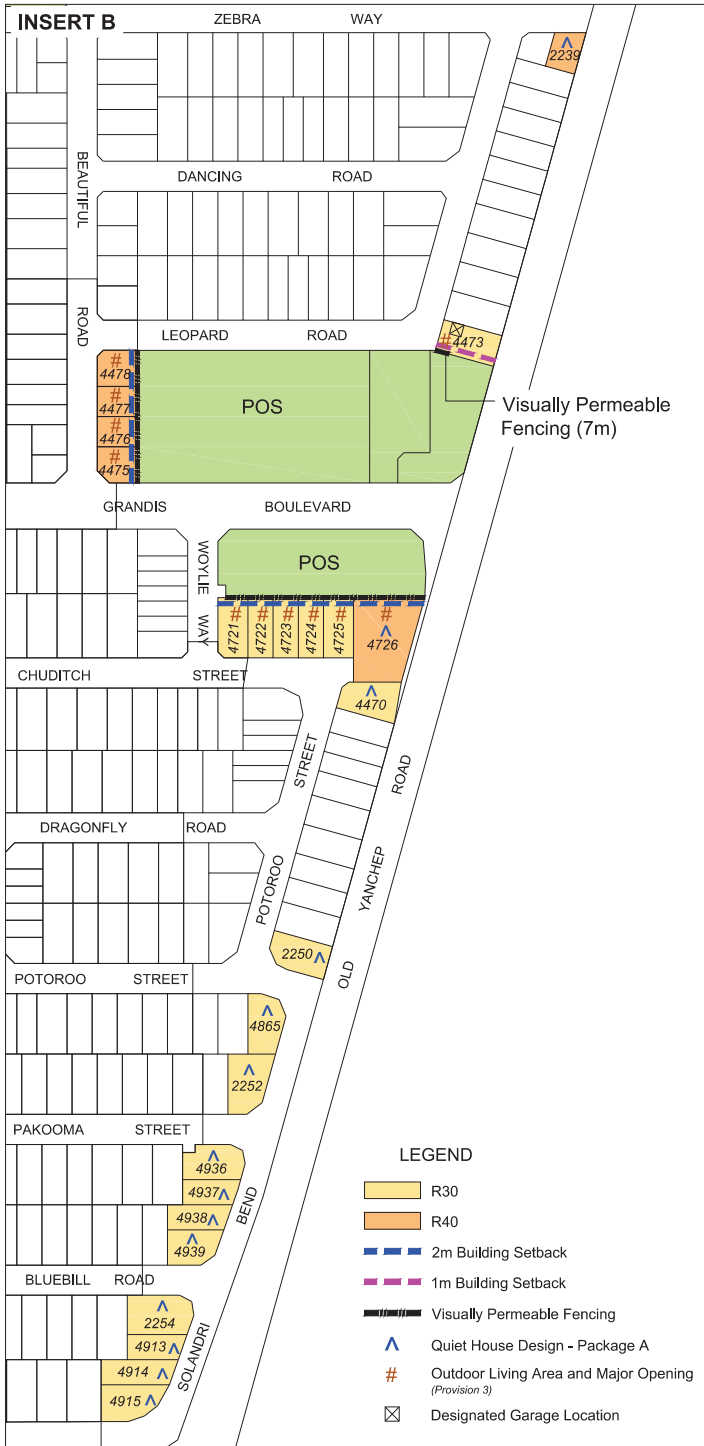 INSERT B
ZEBRA WAY
2239
BEAUTIFUL ROAD
DANCING ROAD
LEOPARD ROAD
4473
4478
4477
4476
4475
POS
Visually Permeable
Fencing (7m)
GRANDIS BOULEVARD
WOYLIE WAY
POS
4721
4722
4723
4724
4725
4726
CHUDITCH STREET
4470
POTOROO STREET
OLD YANCHEP ROAD
DRAGONFLY ROAD
2250
POTOROO STREET
4865
2252
PAKOOMA STREET
4936
4937
4938
4939
SOLANDRI BEND
BLUEBILL ROAD
2254
4913
4914
4915
LEGEND
R30
R40
2m Building Setback
1m Building Setback
Visually Permeable Fencing
Quiet House Design - Package A
# Outdoor Living Area and Major Opening
(Provision 3)
Designated Garage Location